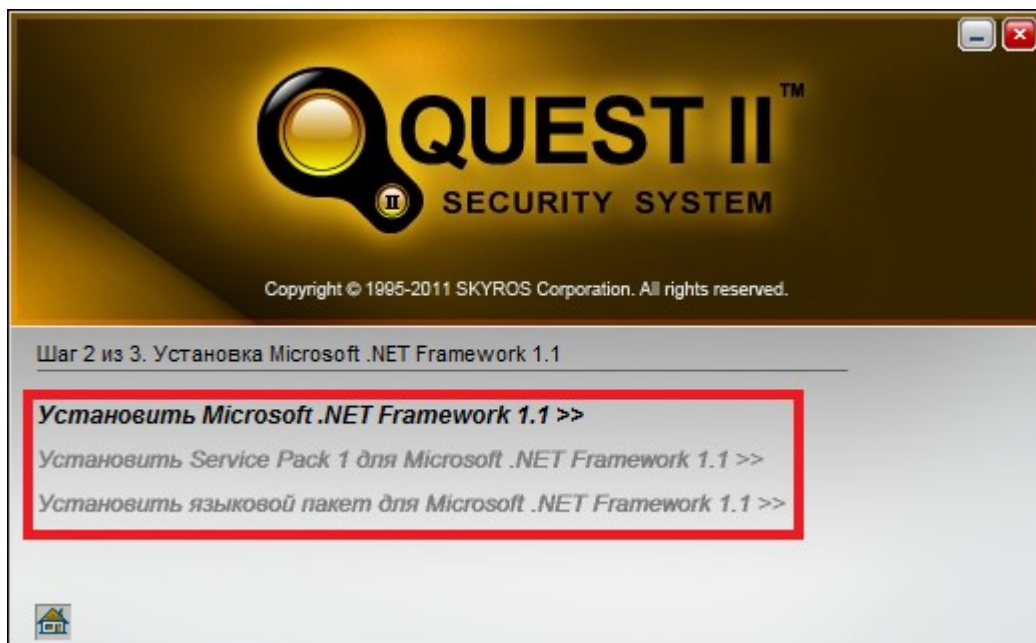 QUEST II™
II
SECURITY SYSTEM
Copyright © 1995-2011 SKYROS Corporation. All rights reserved.
Шаг 2 из 3. Установка Microsoft .NET Framework 1.1
Установить Microsoft .NET Framework 1.1 >>
Установить Service Pack 1 для Microsoft .NET Framework 1.1 >>
Установить языковой пакет для Microsoft .NET Framework 1.1 >>